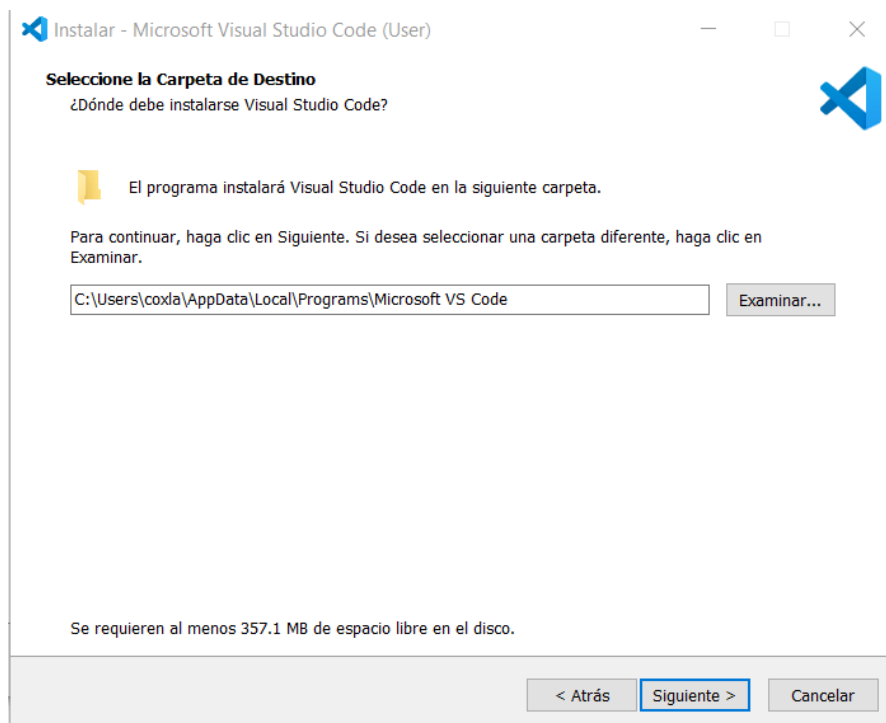 Instalar - Microsoft Visual Studio Code (User)
Seleccione la Carpeta de Destino
¿Dónde debe instalarse Visual Studio Code?
El programa instalará Visual Studio Code en la siguiente carpeta.
Para continuar, haga clic en Siguiente. Si desea seleccionar una carpeta diferente, haga clic en
Examinar.
C:\Users\coxla\AppData\Local\Programs\Microsoft VS Code
Examinar...
Se requieren al menos 357.1 MB de espacio libre en el disco.
< Atrás
Siguiente >
Cancelar